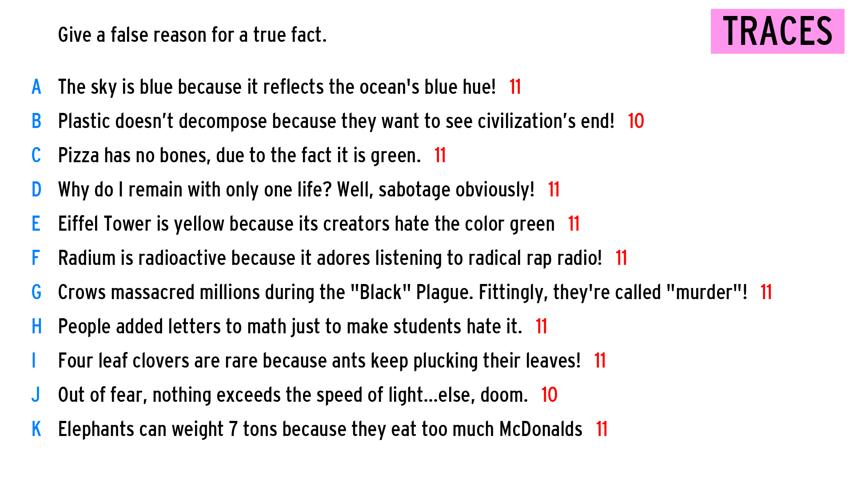 Give a false reason for a true fact.
TRACES
A The sky is blue because it reflects the ocean's blue hue! 11
B Plastic doesn't decompose because they want to see civilization's end! 10
C Pizza has no bones, due to the fact it is green. 11
D Why do I remain with only one life? Well, sabotage obviously! 11
E Eiffel Tower is yellow because its creators hate the color green 11
F Radium is radioactive because it adores listening to radical rap radio! 11
G Crows massacred millions during the "Black" Plague. Fittingly, they're called "murder"! 11
H People added letters to math just to make students hate it. 11
I Four leaf clovers are rare because ants keep plucking their leaves! 11
J Out of fear, nothing exceeds the speed of light...else, doom. 10
K Elephants can weight 7 tons because they eat too much McDonalds 11